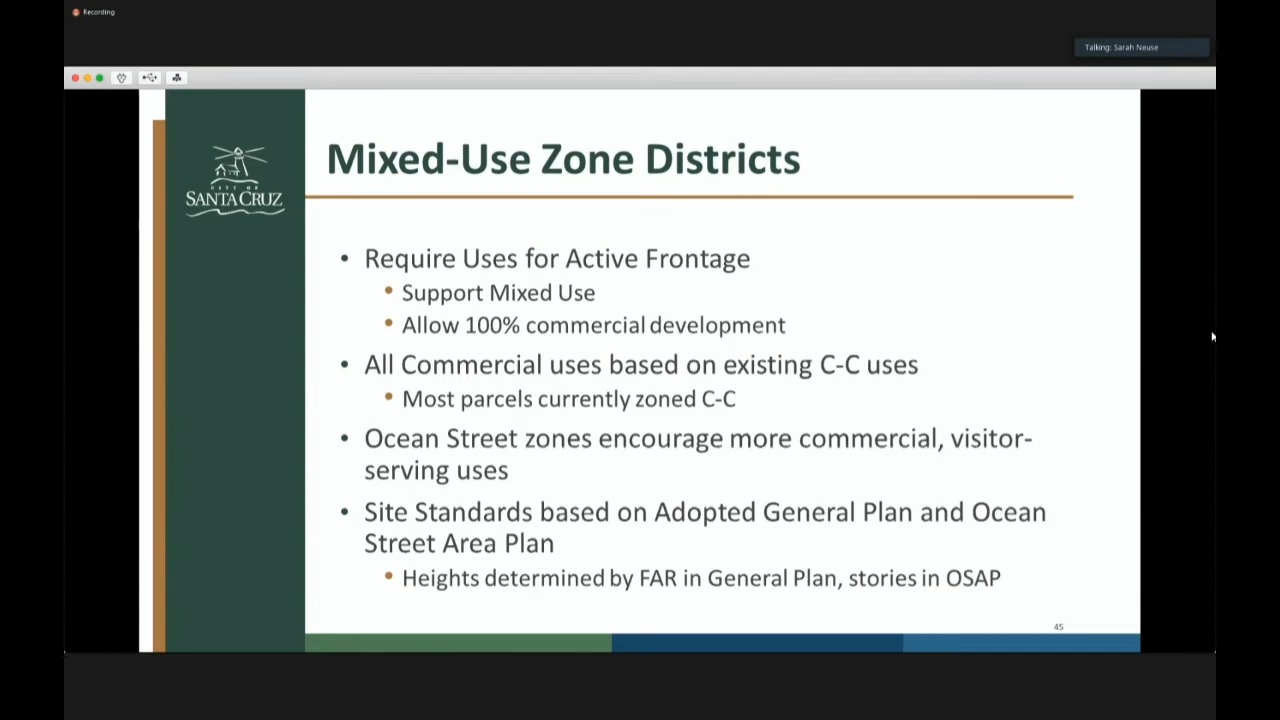 Recording
Talking: Sarah Neuse
CITY OF
SANTA CRUZ
Mixed-Use Zone Districts
• Require Uses for Active Frontage
• Support Mixed Use
• Allow 100% commercial development
• All Commercial uses based on existing C-C uses
• Most parcels currently zoned C-C
• Ocean Street zones encourage more commercial, visitor-
serving uses
• Site Standards based on Adopted General Plan and Ocean
Street Area Plan
• Heights determined by FAR in General Plan, stories in OSAP
45